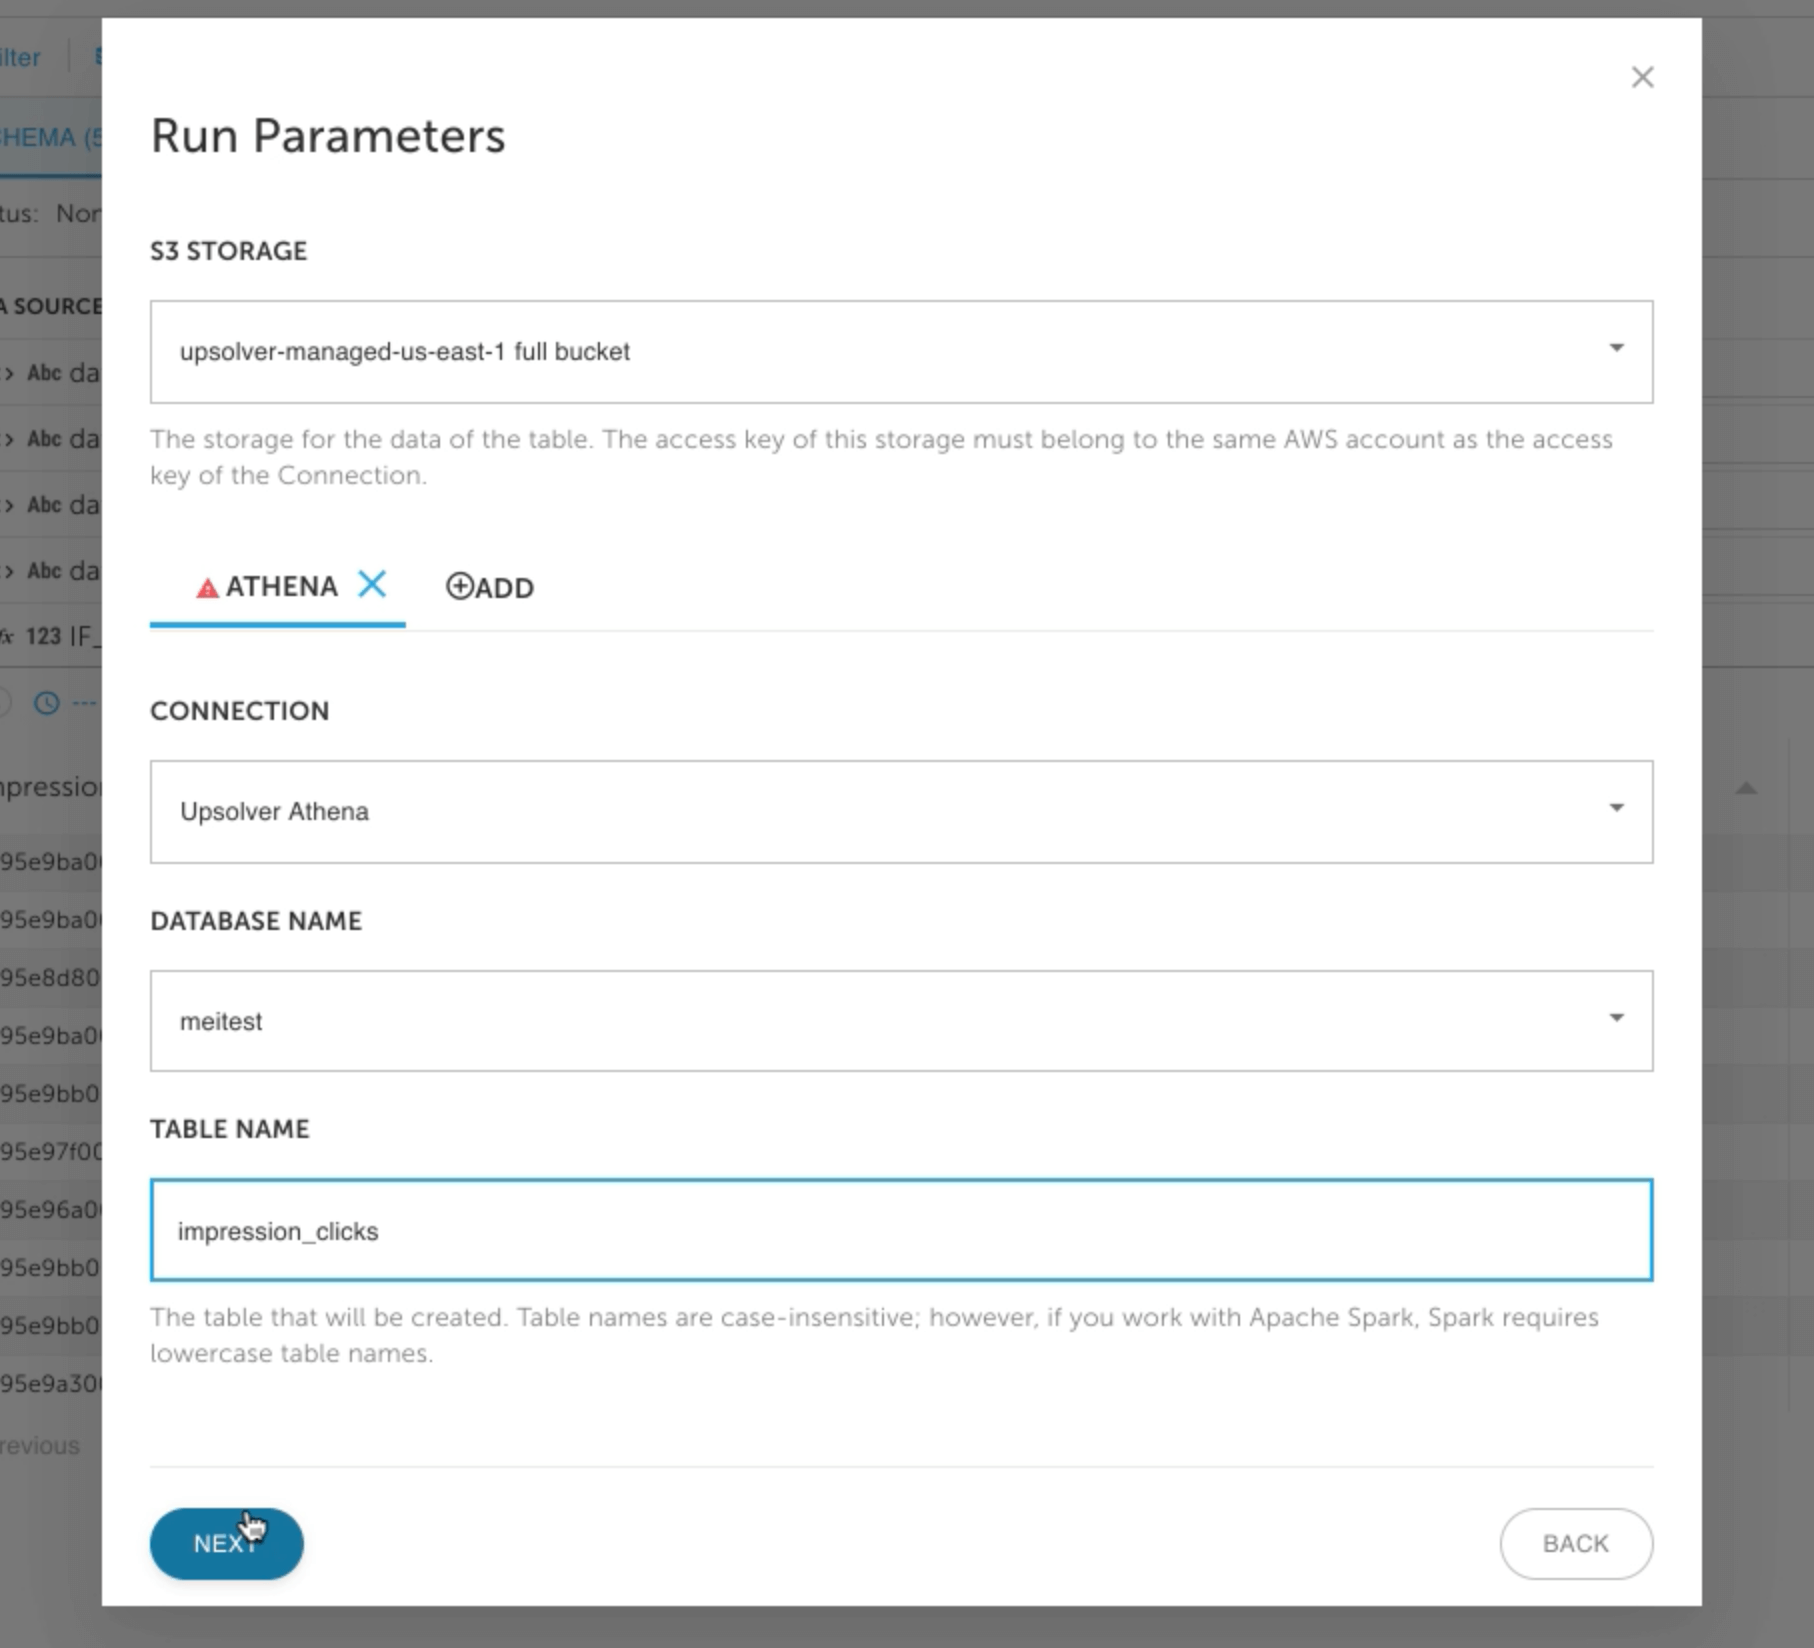 ilter
HEMA (5
tus: Non
A SOURCE
Abc da
Abc da
Abc da
Abc da
fx 123 IF_
---
npression
95e9ba0
95e9ba0
95e8d80
95e9ba0
95e9bb0
95e97f00
95e96a0
95e9bb0
95e9bb0
95e9a30
revious
Run Parameters
S3 STORAGE
upsolver-managed-us-east-1 full bucket
The storage for the data of the table. The access key of this storage must belong to the same AWS account as the access
key of the Connection.
ATHENA ADD
CONNECTION
Upsolver Athena
DATABASE NAME
meitest
TABLE NAME
impression_clicks
The table that will be created. Table names are case-insensitive; however, if you work with Apache Spark, Spark requires
lowercase table names.
NEXT BACK